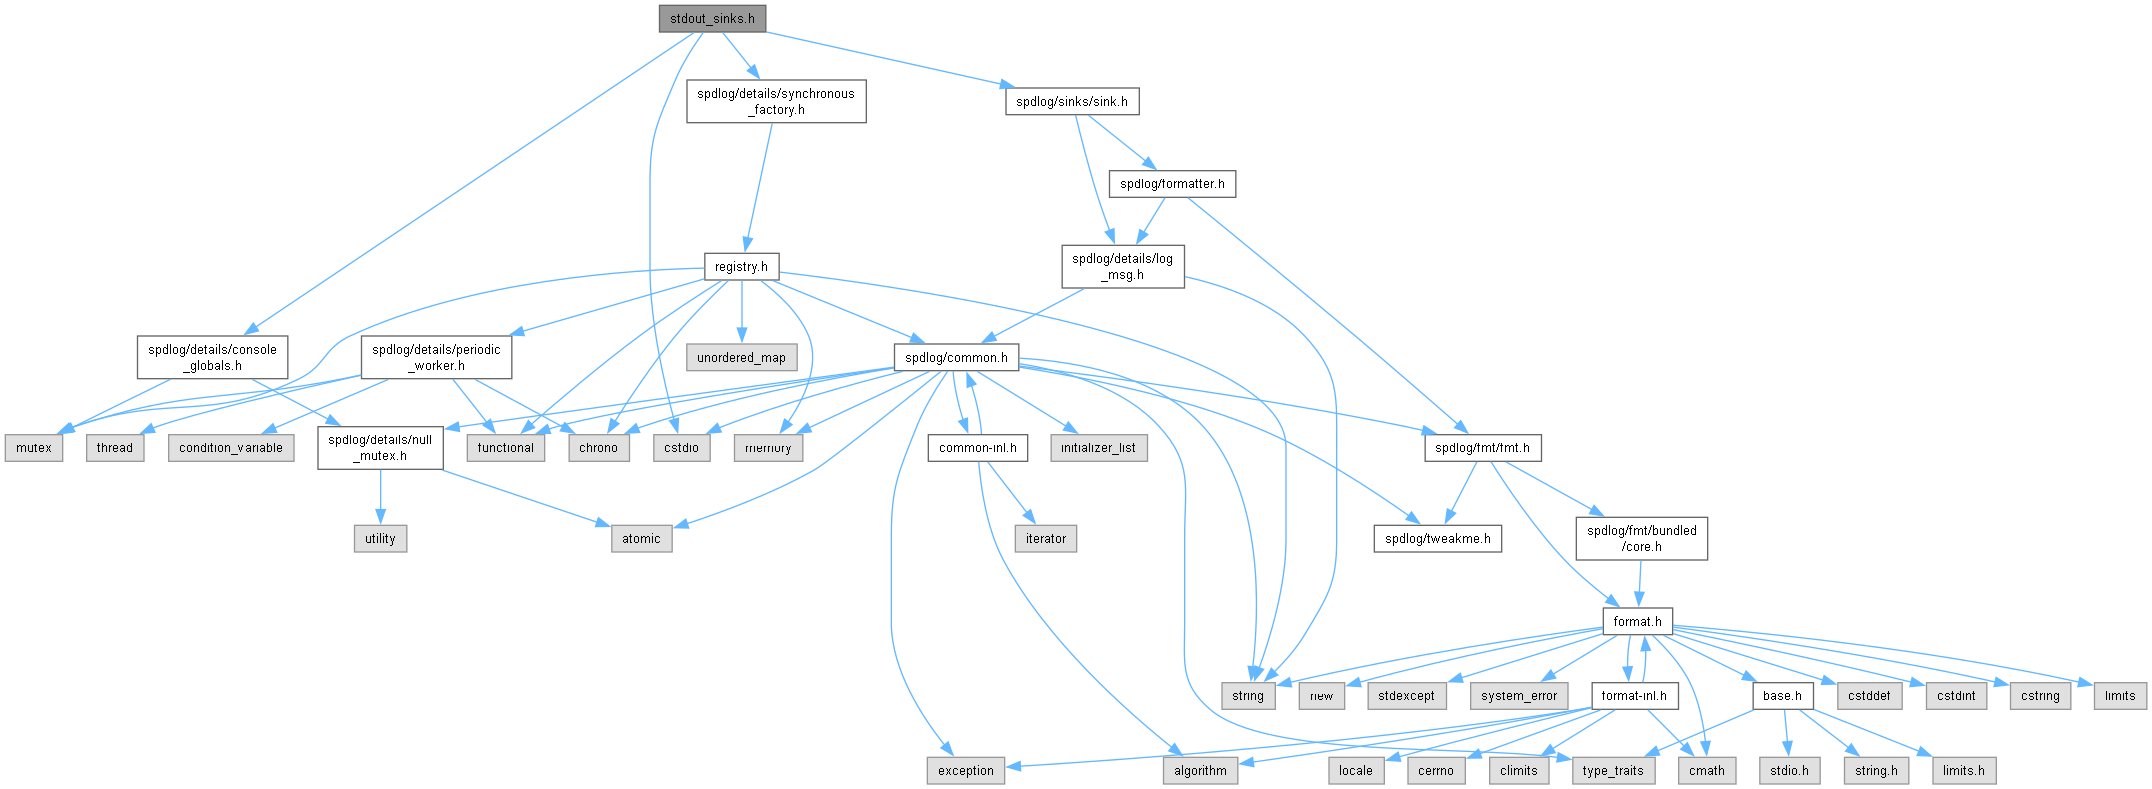 stdout_sinks.h
spdlog/details/synchronous
_factory.h
spdlog/sinks/sink.h
spdlog/formatter.h
registry.h
spdlog/details/log
_msg.h
spdlog/details/console
_globals.h
spdlog/details/periodic
_worker.h
unordered_map
spdlog/common.h
mutex
thread
condition_variable
spdlog/details/null
_mutex.h
functional
chrono
cstdio
memory
common-inl.h
initializer_list
spdlog/fmt/fmt.h
utility
atomic
iterator
spdlog/tweakme.h
spdlog/fmt/bundled
/core.h
format.h
string
new
stdexcept
system_error
format-inl.h
base.h
cstddef
cstdint
cstring
limits
exception
algorithm
locale
cerrno
climits
type_traits
cmath
stdio.h
string.h
limits.h